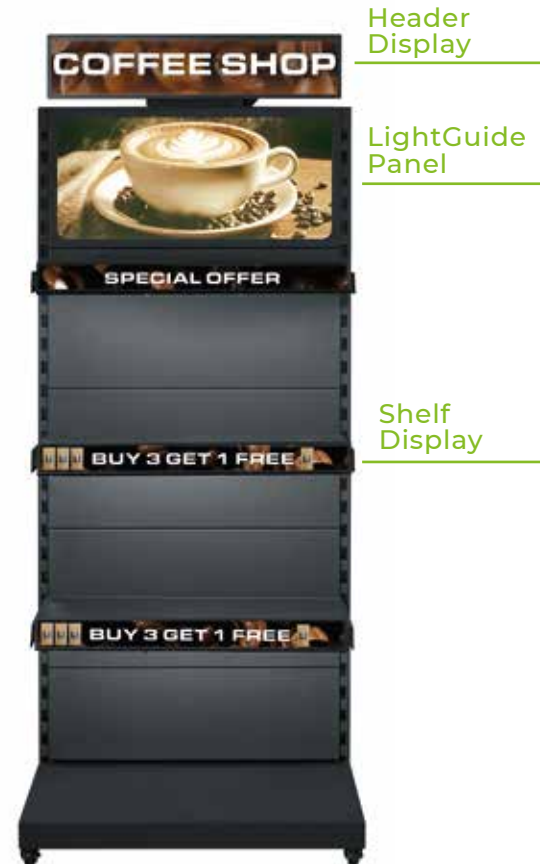 COFFEE SHOP
Header
Display
LightGuide
Panel
SPECIAL OFFER
BUY 3 GET 1 FREE
Shelf
Display
BUY 3 GET 1 FREE